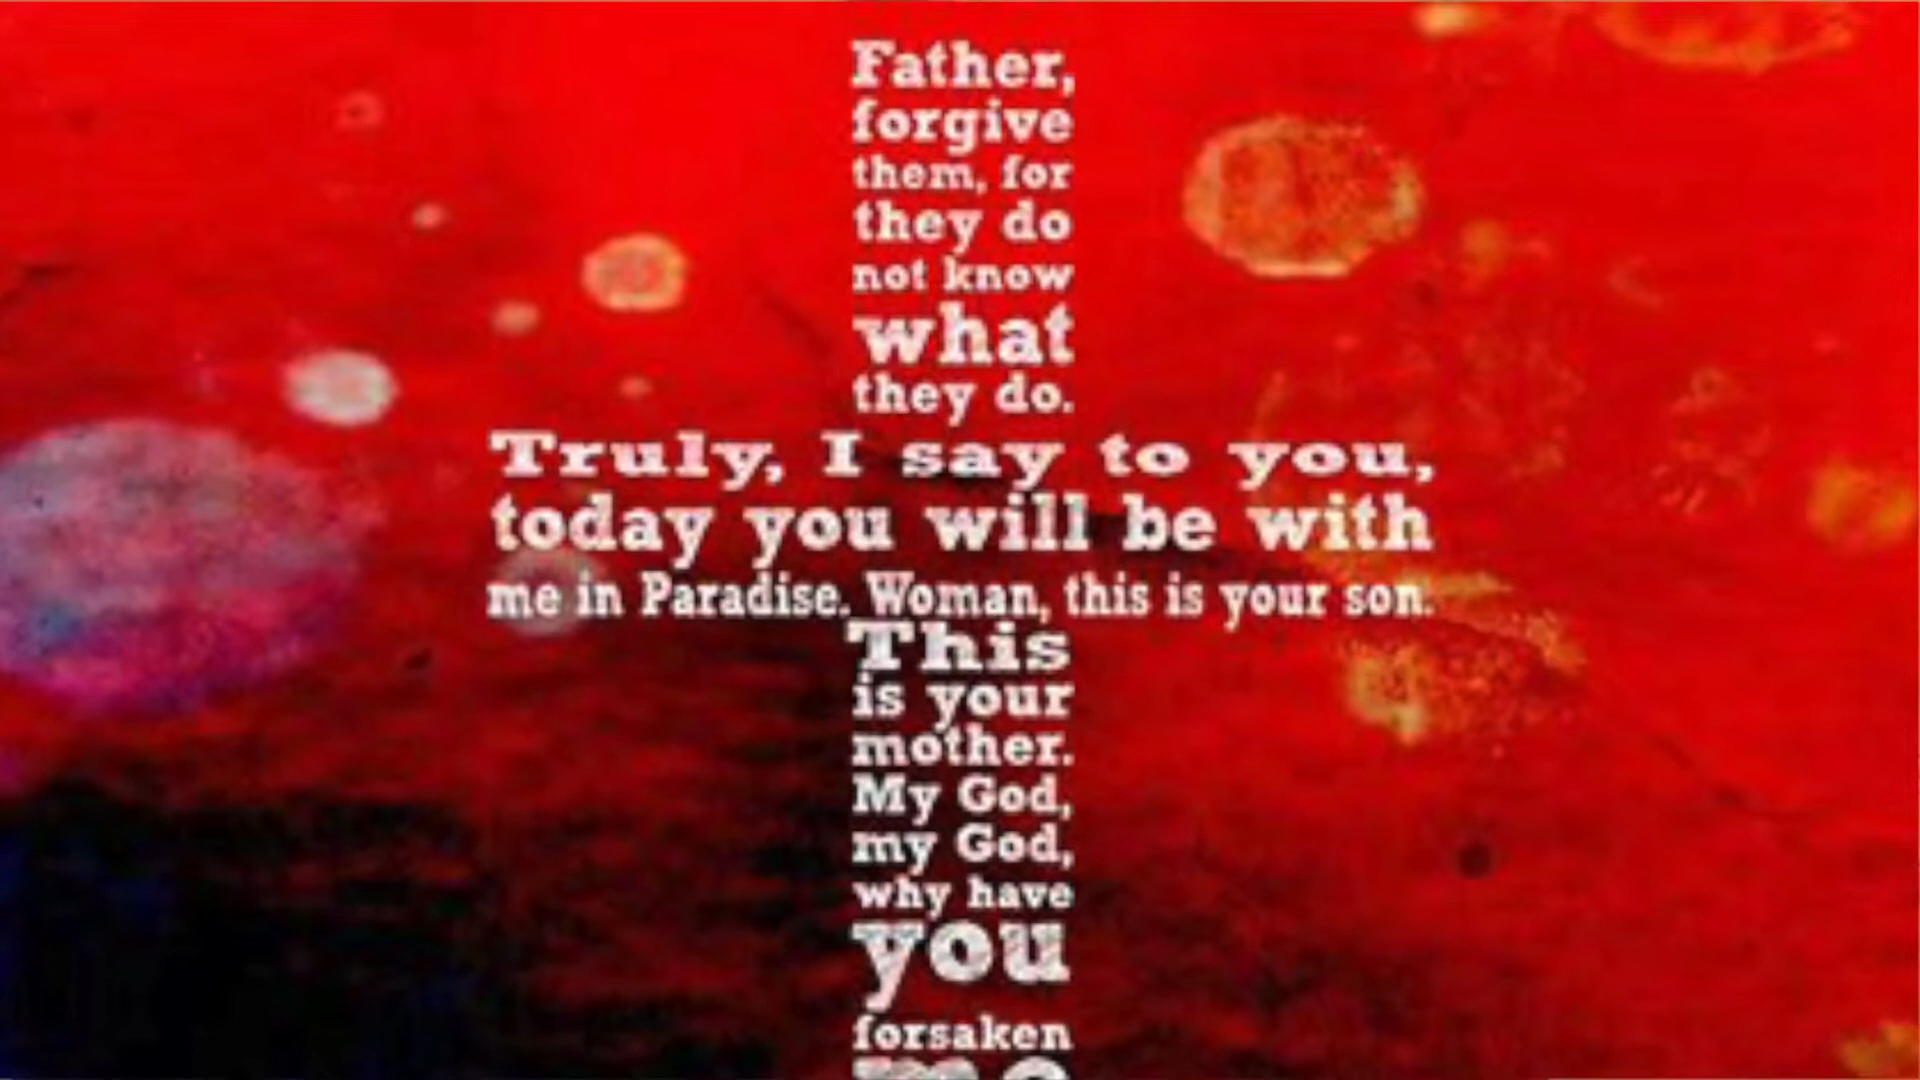 Father,
forgive
them, for
they do
not know
what
they do.
Truly, I say to you,
today you will be with
me in Paradise. Woman, this is your son.
This
is your
mother.
My God,
my God,
why have
you
forsaken
me